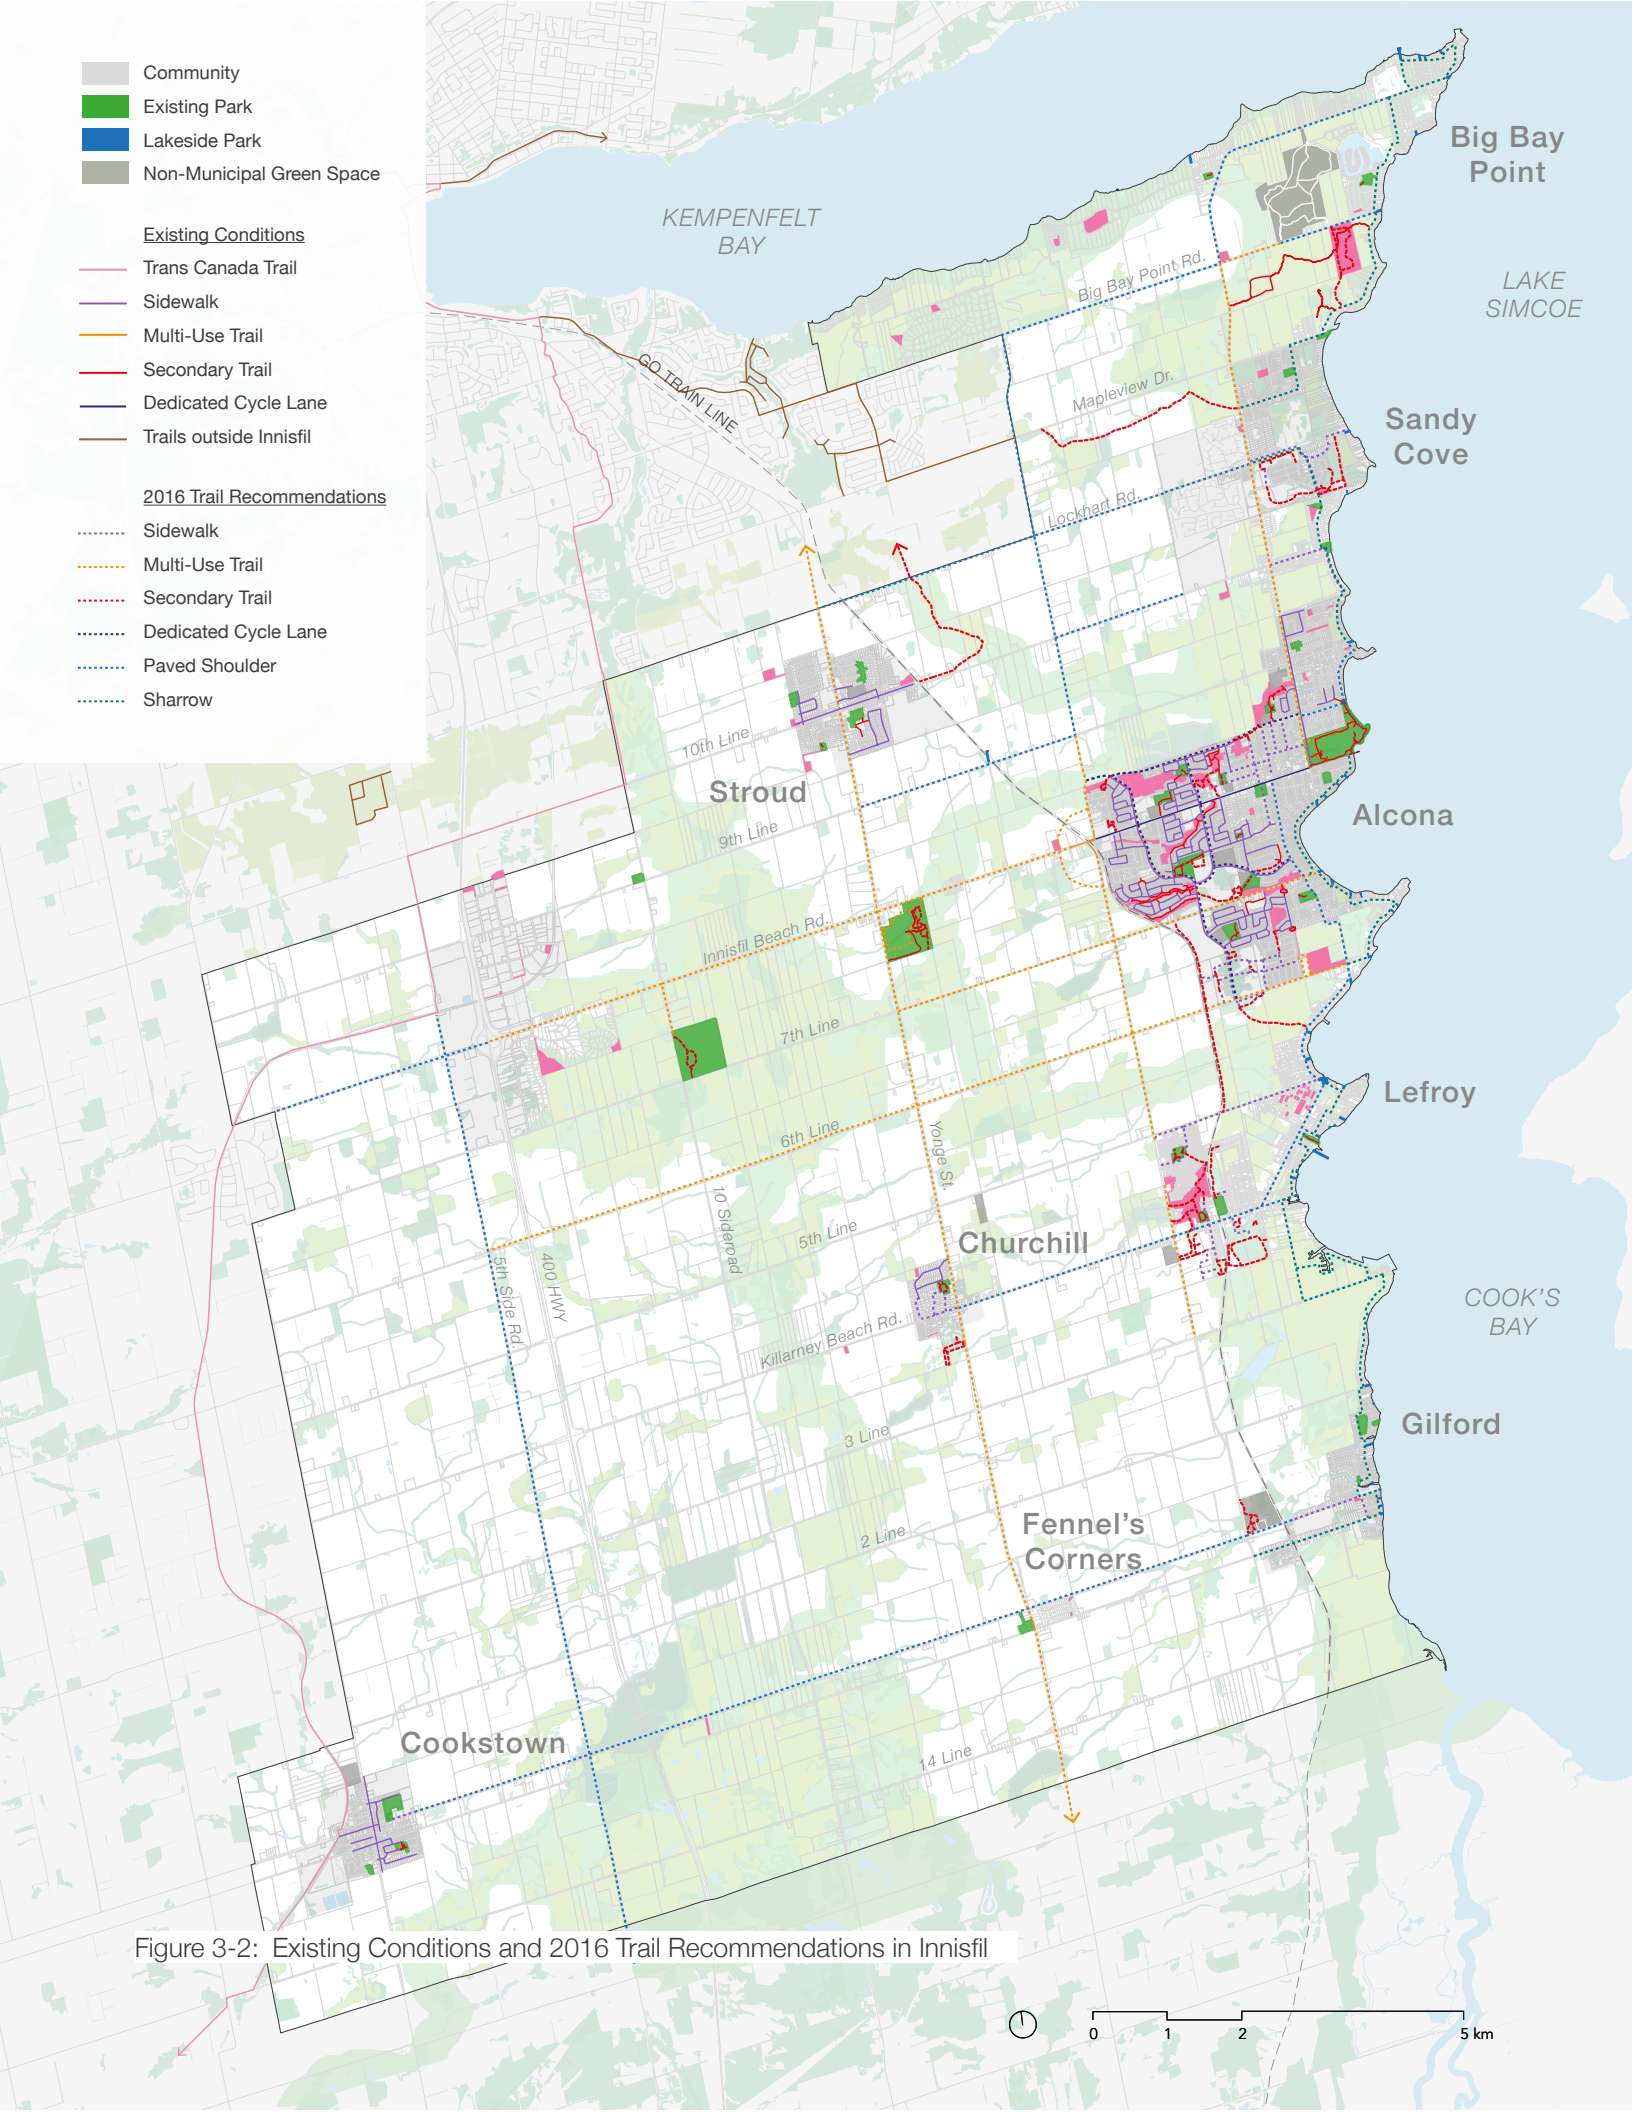 Community
Existing Park
Lakeside Park
Non-Municipal Green Space
Existing Conditions
Trans Canada Trail
Sidewalk
Multi-Use Trail
Secondary Trail
Dedicated Cycle Lane
Trails outside Innisfil
2016 Trail Recommendations
Sidewalk
Multi-Use Trail
Secondary Trail
Dedicated Cycle Lane
Paved Shoulder
Sharrow
Big Bay
Point
KEMPENFELT
BAY
Big Bay Point Rd.
LAKE
SIMCOE
GO TRAIN LINE
Mapleview Dr.
Sandy
Cove
Lockhart Rd.
10th Line
Stroud
9th Line
Alcona
Innisfil Beach Rd.
7th Line
Lefroy
6th Line
Yonge St.
10 Sideroad
5th Line
Churchill
5th Side Rd
400 HWY
COOK'S
BAY
Killarney Beach Rd.
3 Line
Gilford
2 Line
Fennel's
Corners
Cookstown
14 Line
Figure 3-2: Existing Conditions and 2016 Trail Recommendations in Innisfil
0 1 2 5 km